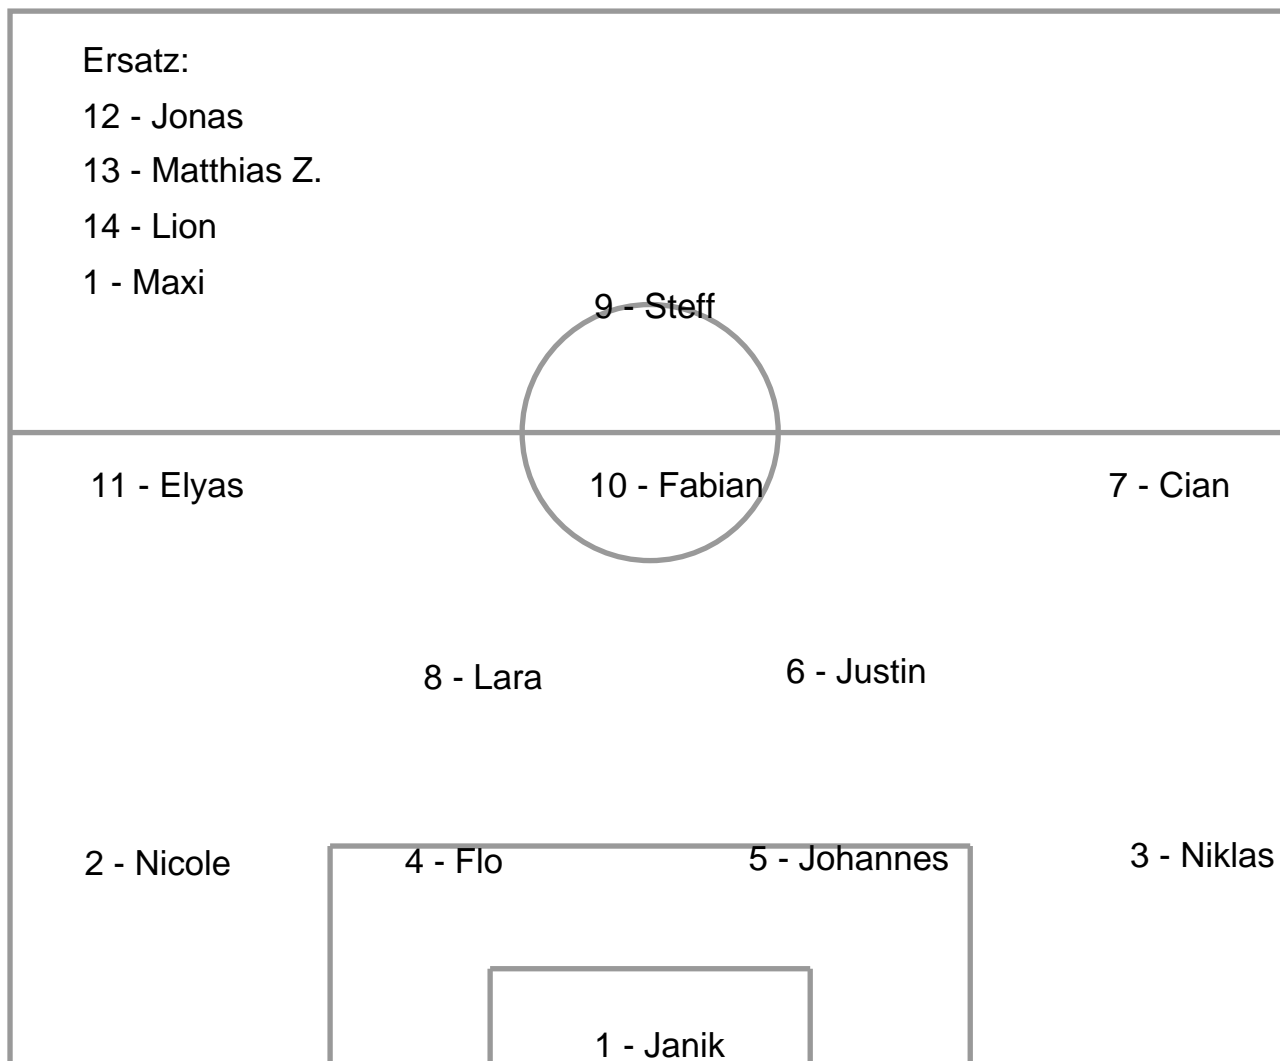 Ersatz:
12 - Jonas
13 - Matthias Z.
14 - Lion
1 - Maxi
9 - Steff
11 - Elyas
10 - Fabian
7 - Cian
8 - Lara
6 - Justin
2 - Nicole
4 - Flo
5 - Johannes
3 - Niklas
1 - Janik